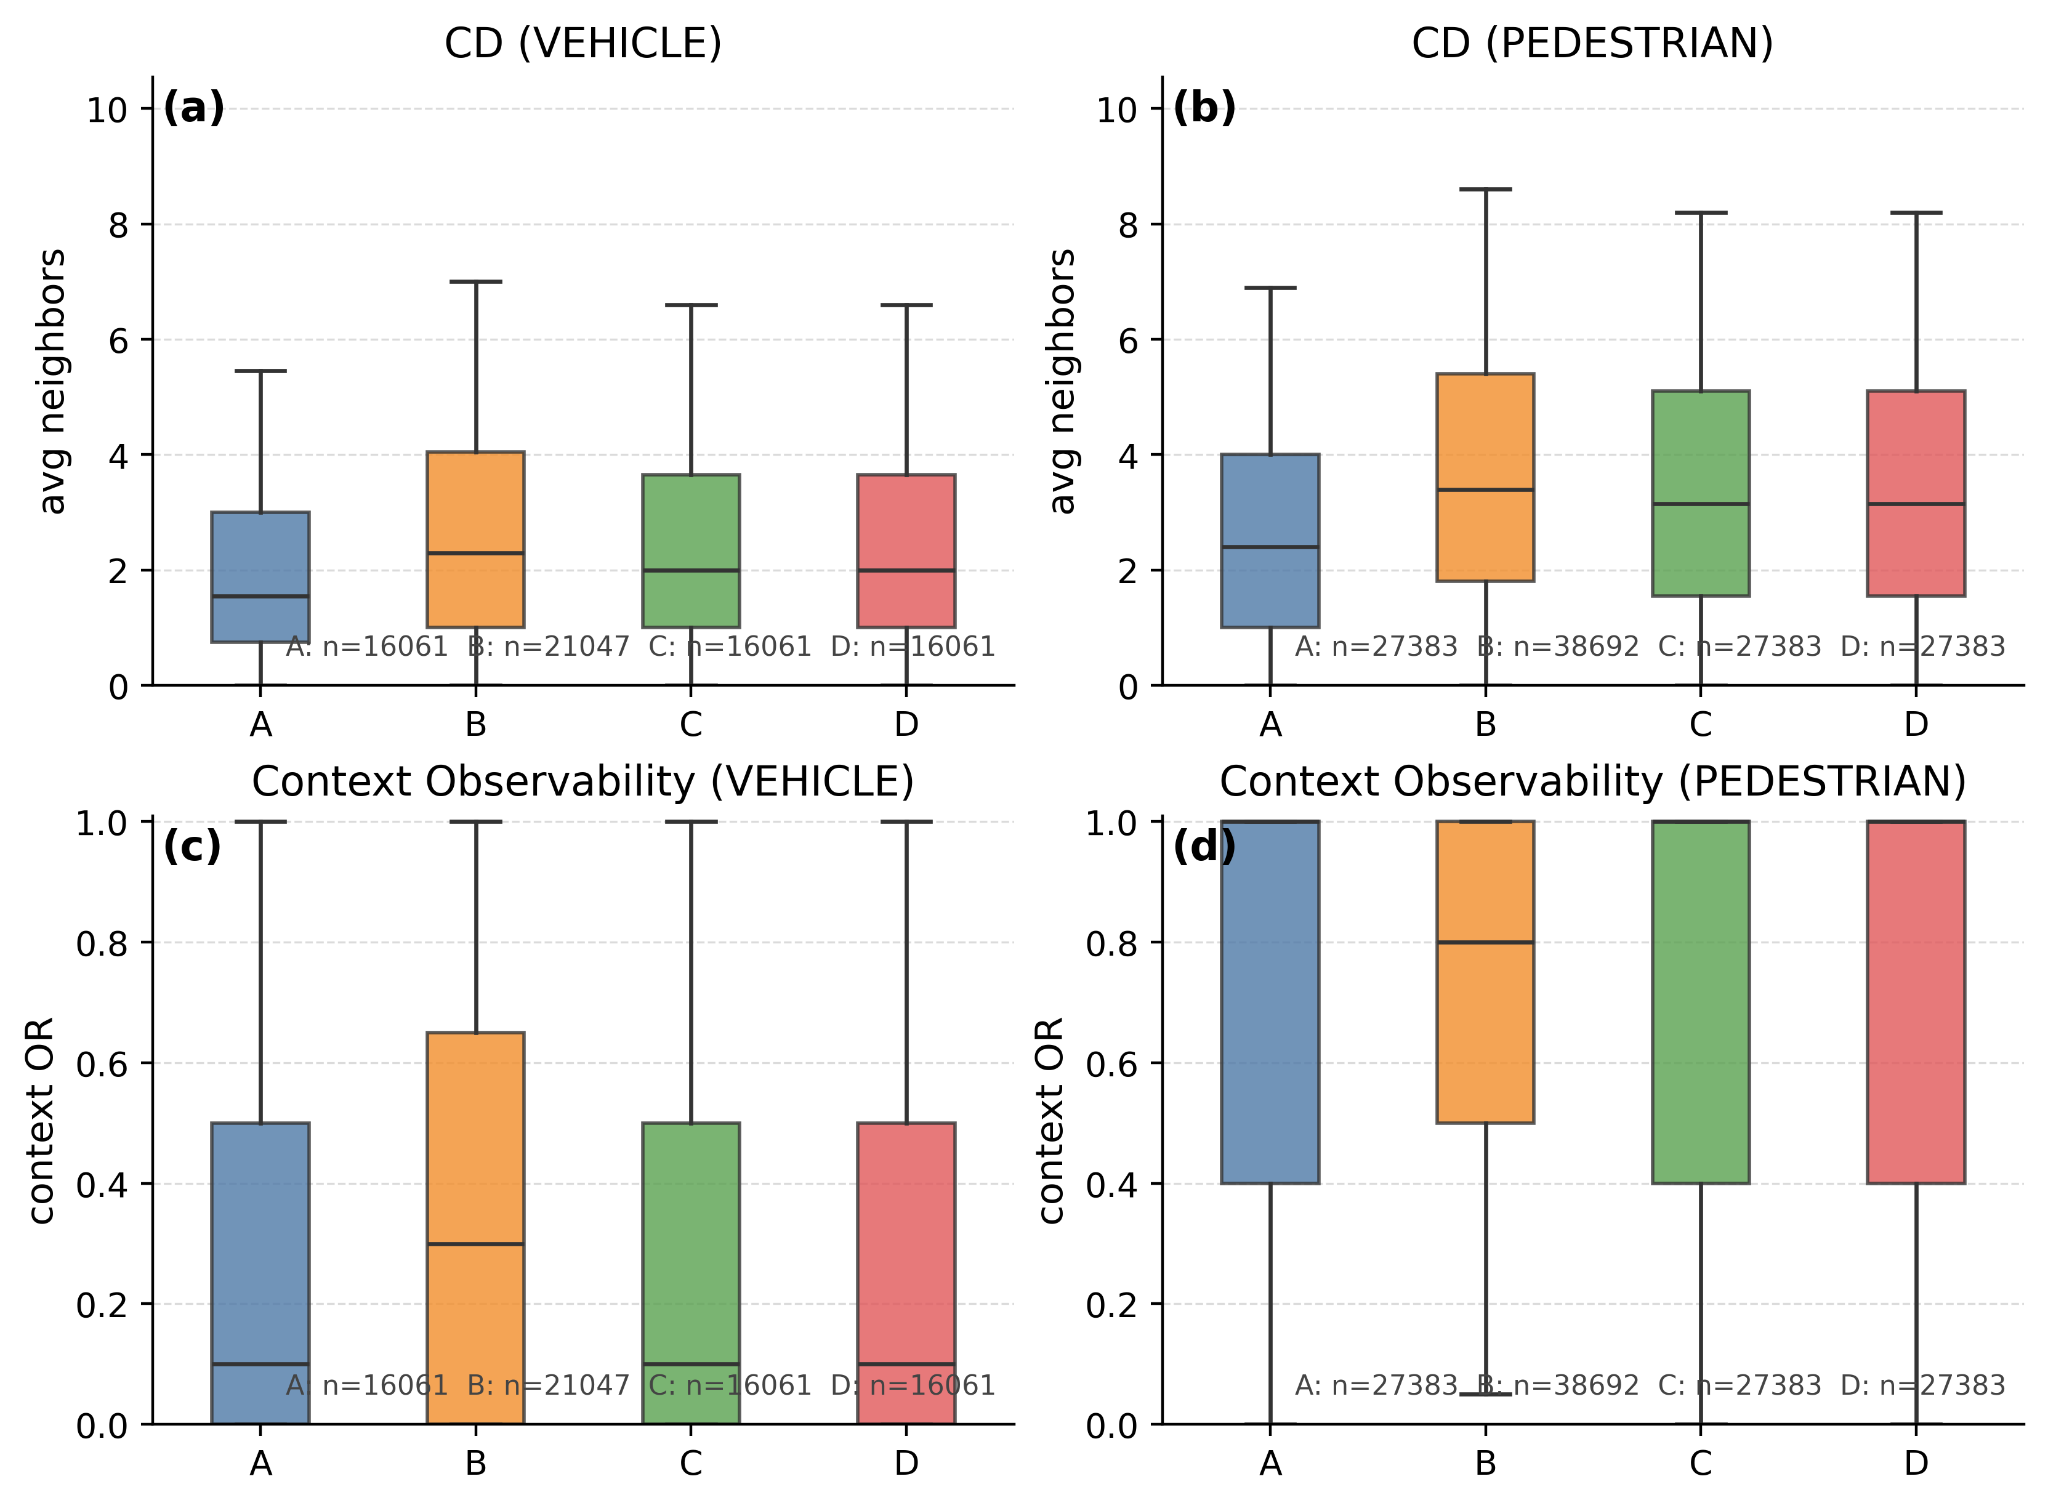 CD (VEHICLE)
(a)
avg neighbors
10
8
6
4
2
0
A: n=16061  B: n=21047  C: n=16061  D: n=16061
A B C D
CD (PEDESTRIAN)
(b)
avg neighbors
10
8
6
4
2
0
A: n=27383  B: n=38692  C: n=27383  D: n=27383
A B C D
Context Observability (VEHICLE)
(c)
context OR
1.0
0.8
0.6
0.4
0.2
0.0
A: n=16061  B: n=21047  C: n=16061  D: n=16061
A B C D
Context Observability (PEDESTRIAN)
(d)
context OR
1.0
0.8
0.6
0.4
0.2
0.0
A: n=27383  B: n=38692  C: n=27383  D: n=27383
A B C D